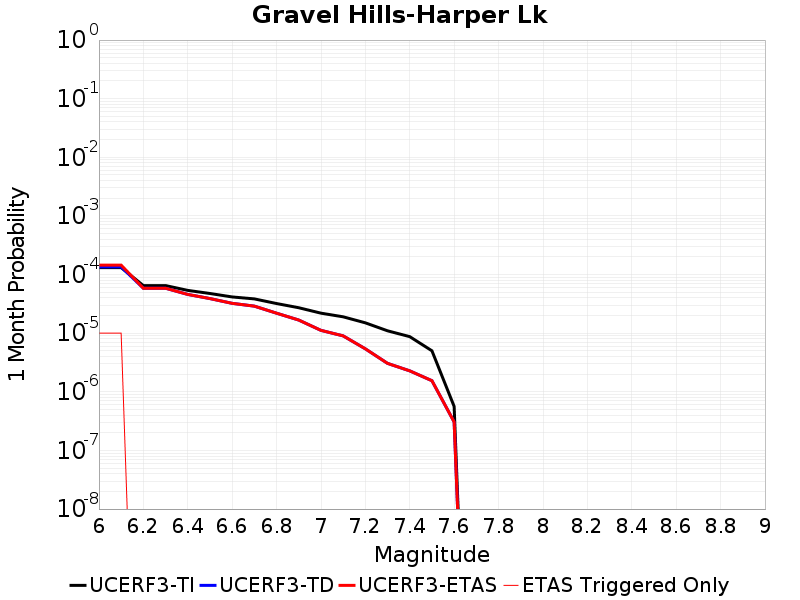 Gravel Hills-Harper Lk
1 Month Probability
10^0
10^-1
10^-2
10^-3
10^-4
10^-5
10^-6
10^-7
10^-8
6 6.2 6.4 6.6 6.8 7 7.2 7.4 7.6 7.8 8 8.2 8.4 8.6 8.8 9
Magnitude
UCERF3-TI UCERF3-TD UCERF3-ETAS ETAS Triggered Only